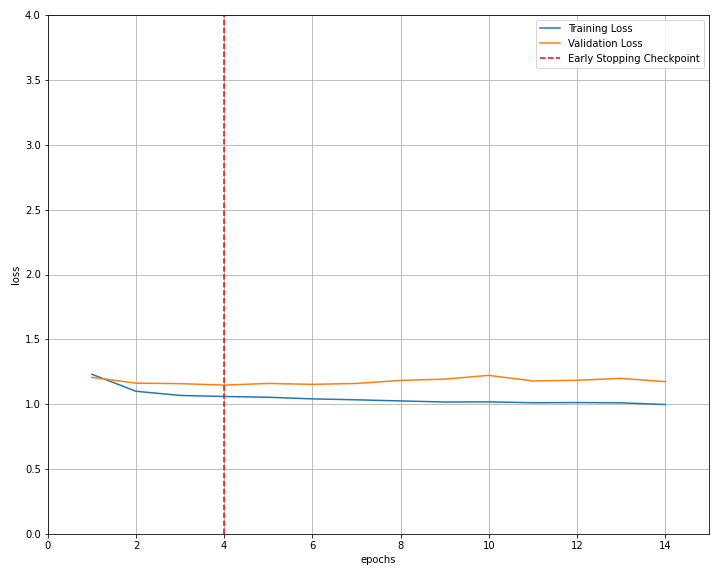 4.0
3.5
3.0
2.5
2.0
1.5
1.0
0.5
0.0
loss
0 2 4 6 8 10 12 14
epochs
Training Loss
Validation Loss
Early Stopping Checkpoint